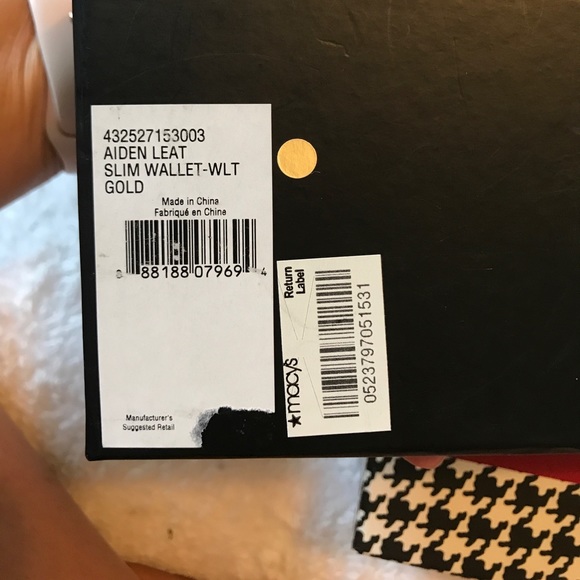 432527153003
AIDEN LEAT
SLIM WALLET-WLT
GOLD
Made in China
Fabriqué en Chine
88188 07969 4
Manufacturer's
Suggested Retail
Return
Label
★macy's
0523797051531